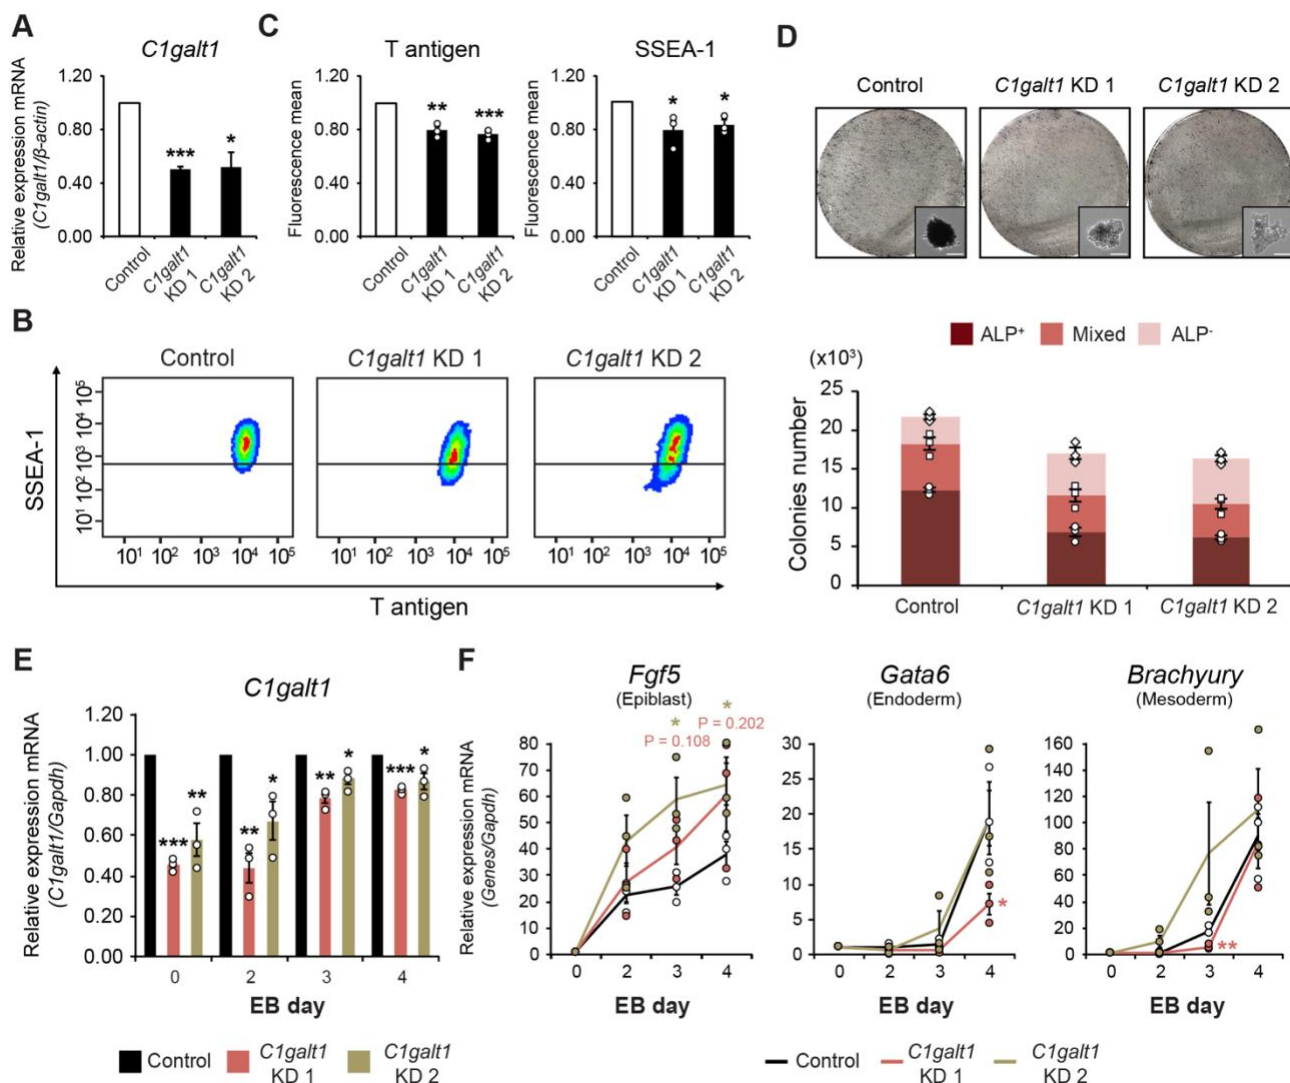 A
C1galt1
Relative expression mRNA
(C1galt1/β-actin)
1.20
0.80
0.40
0.00
***
*
Control
C1galt1
KD 1
C1galt1
KD 2
C
T antigen
Fluorescence mean
1.20
0.80
0.40
0.00
**
***
Control
C1galt1
KD 1
C1galt1
KD 2
SSEA-1
Fluorescence mean
1.20
0.80
0.40
0.00
*
*
Control
C1galt1
KD 1
C1galt1
KD 2
D
Control
C1galt1 KD 1
C1galt1 KD 2
ALP+
Mixed
ALP-
(x10³)
Colonies number
25
20
15
10
5
0
Control
C1galt1 KD 1
C1galt1 KD 2
B
Control
C1galt1 KD 1
C1galt1 KD 2
SSEA-1
10¹ 10² 10³ 10⁴ 10⁵
10¹ 10² 10³ 10⁴ 10⁵
10¹ 10² 10³ 10⁴ 10⁵
10¹ 10² 10³ 10⁴ 10⁵
T antigen
E
C1galt1
Relative expression mRNA
(C1galt1/Gapdh)
1.20
1.00
0.80
0.60
0.40
0.20
0.00
***
**
**
*
**
*
***
*
0 2 3 4
EB day
Control
C1galt1
KD 1
C1galt1
KD 2
F
Relative expression mRNA
(Genes/Gapdh)
Fgf5
(Epiblast)
*
*
P = 0.202
P = 0.108
80
70
60
50
40
30
20
10
0
0 2 3 4
EB day
Gata6
(Endoderm)
30
25
20
15
10
5
0
*
0 2 3 4
EB day
Brachyury
(Mesoderm)
160
140
120
100
80
60
40
20
0
**
0 2 3 4
EB day
Control
C1galt1
KD 1
C1galt1
KD 2